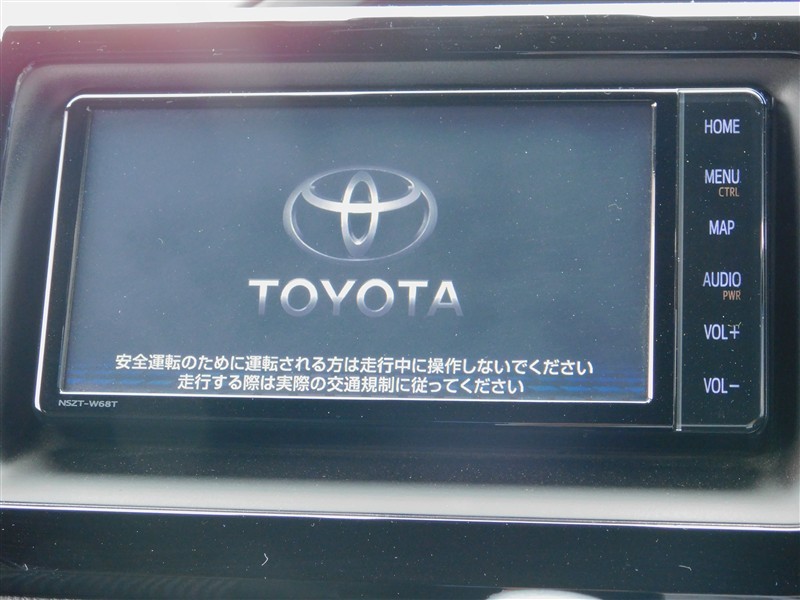 TOYOTA
安全運転のために運転される方は走行中に操作しないでください
走行する際は実際の交通規制に従ってください
NSZT-W68T
HOME
MENU
CTRL
MAP
AUDIO
PWR
VOL+
VOL-